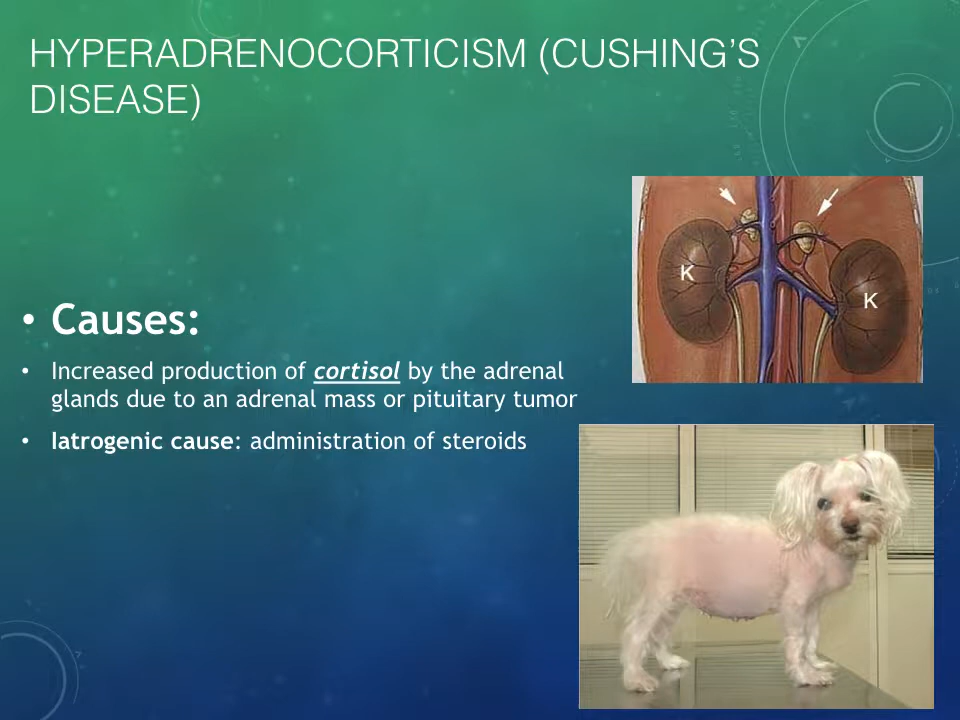 HYPERADRENOCORTICISM (CUSHING’S
DISEASE)
• Causes:
• Increased production of cortisol by the adrenal
glands due to an adrenal mass or pituitary tumor
• Iatrogenic cause: administration of steroids
K
K